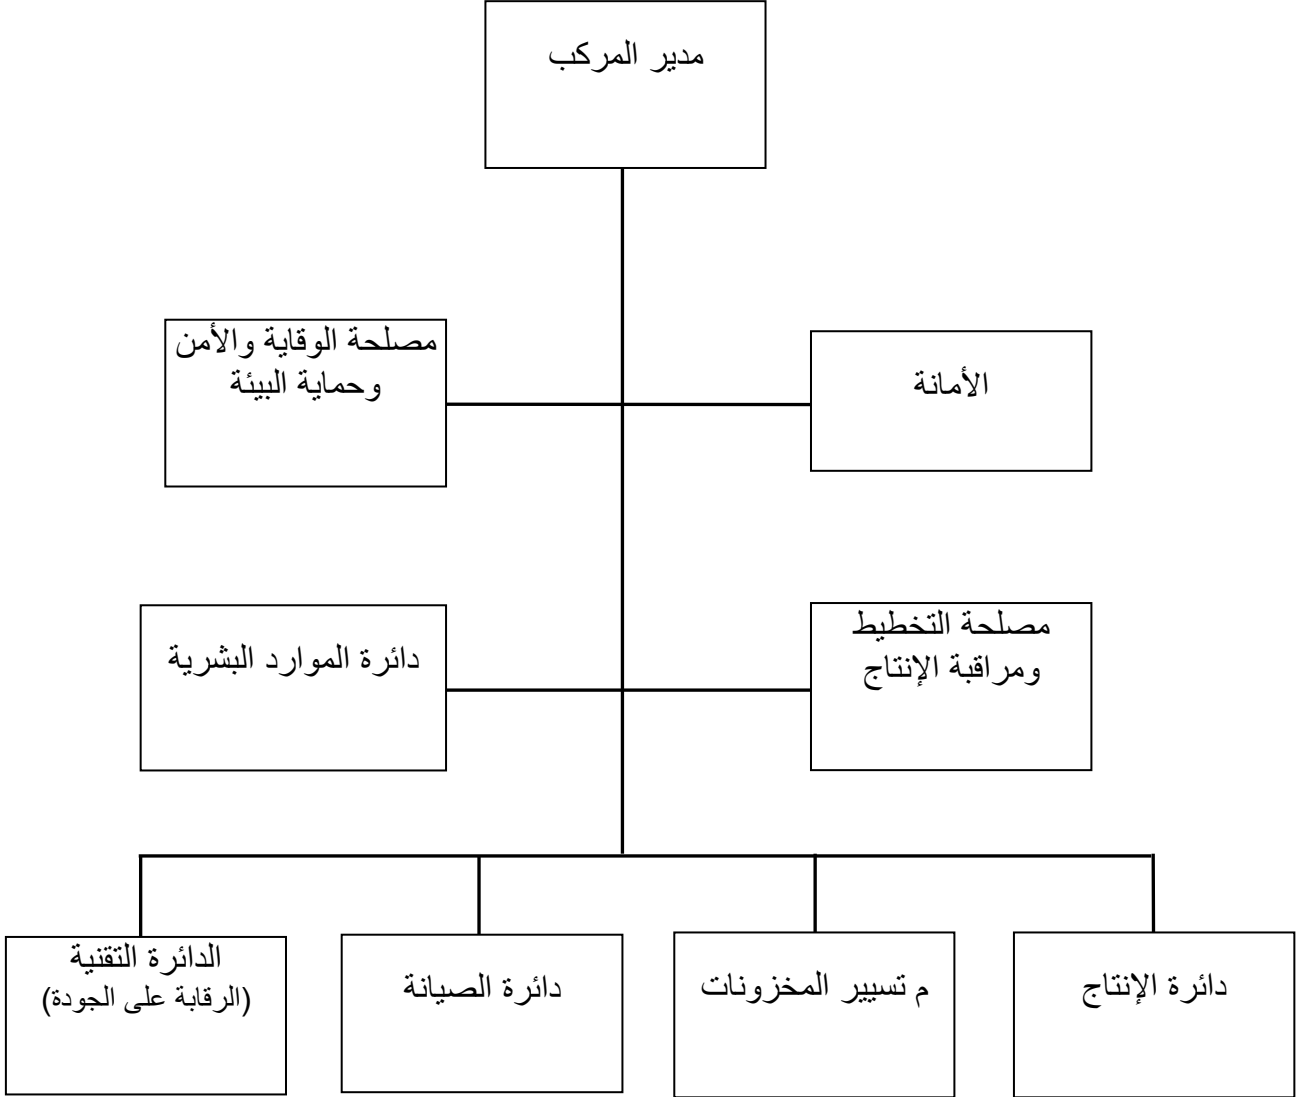 مدير المركب
الأمانة
مصلحة الوقاية والأمن
وحماية البيئة
مصلحة التخطيط
ومراقبة الإنتاج
دائرة الموارد البشرية
دائرة الإنتاج
م تسيير المخزونات
دائرة الصيانة
الدائرة التقنية
(الرقابة على الجودة)